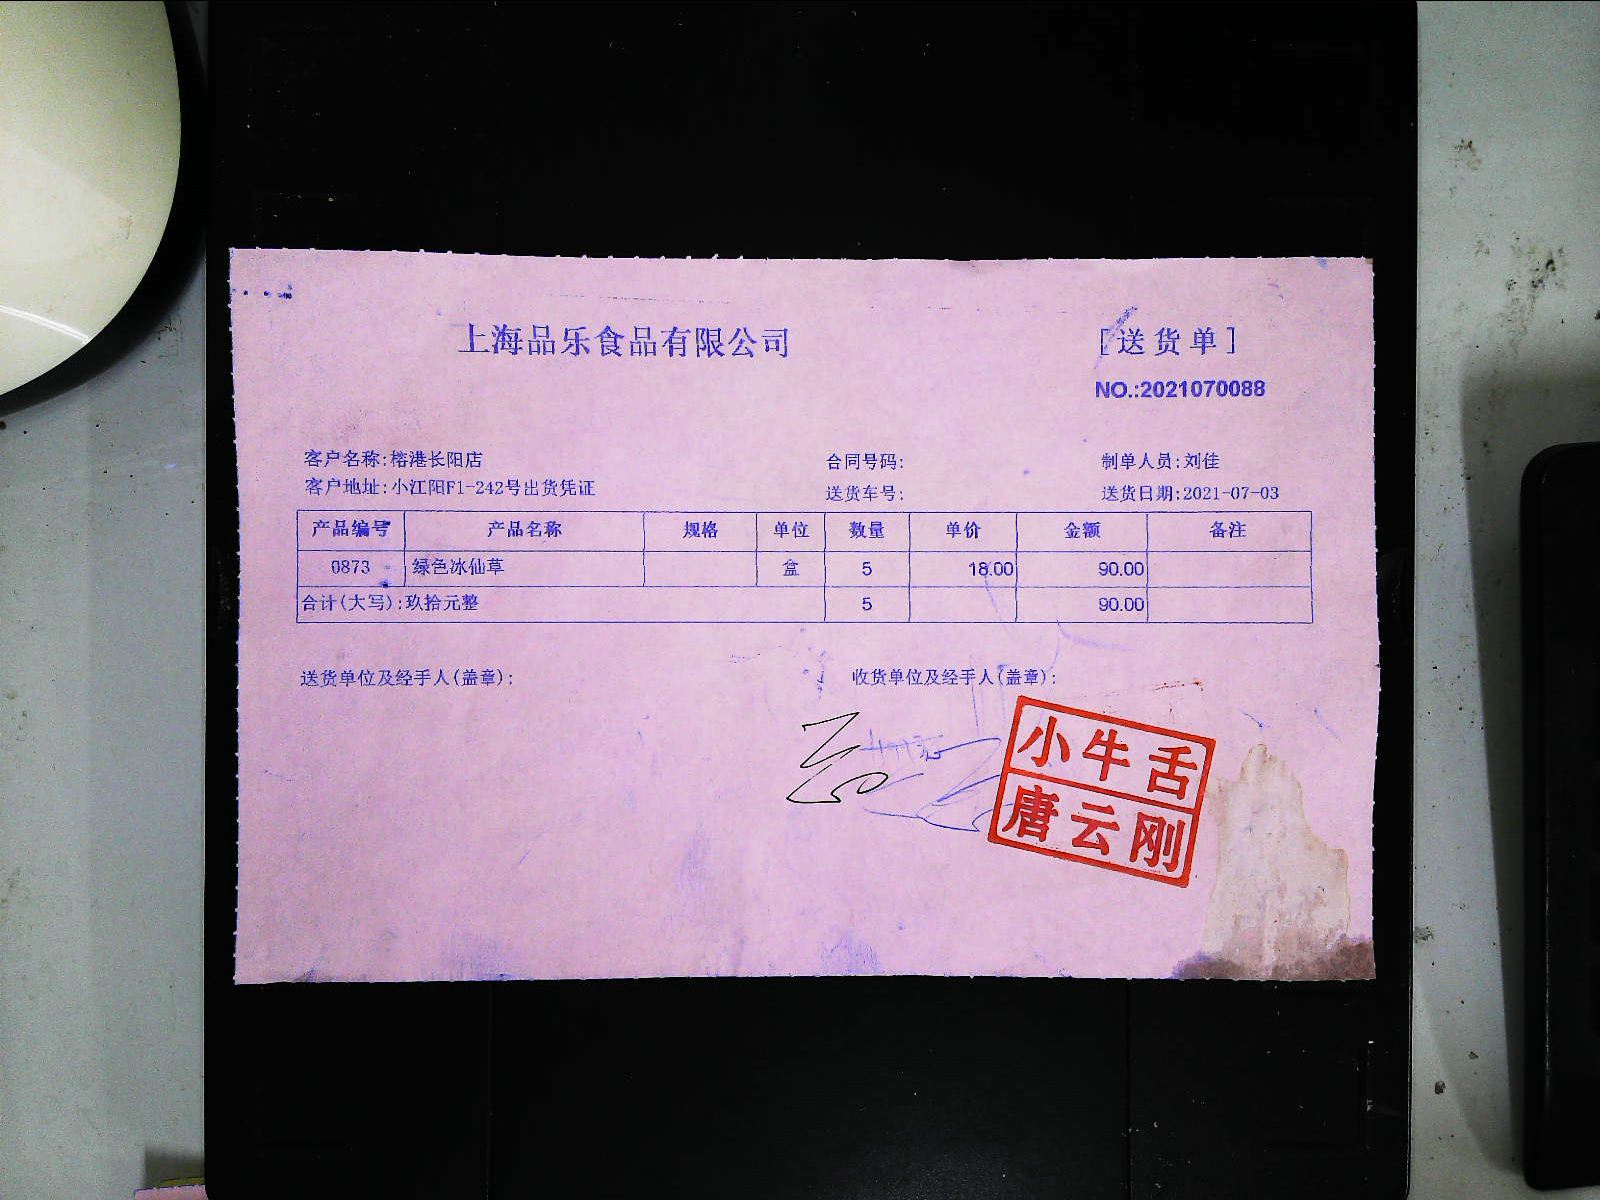 上海品乐食品有限公司 [送货单]
NO.:2021070088
客户名称:榕港长阳店 合同号码: 制单人员:刘佳
客户地址:小江阳F1-242号出货凭证 送货车号: 送货日期:2021-07-03
产品编号 产品名称 规格 单位 数量 单价 金额 备注
0873 绿色冰仙草 盒 5 18.00 90.00
合计(大写):玖拾元整 5 90.00
送货单位及经手人(盖章): 收货单位及经手人(盖章):
小牛舌
唐云刚